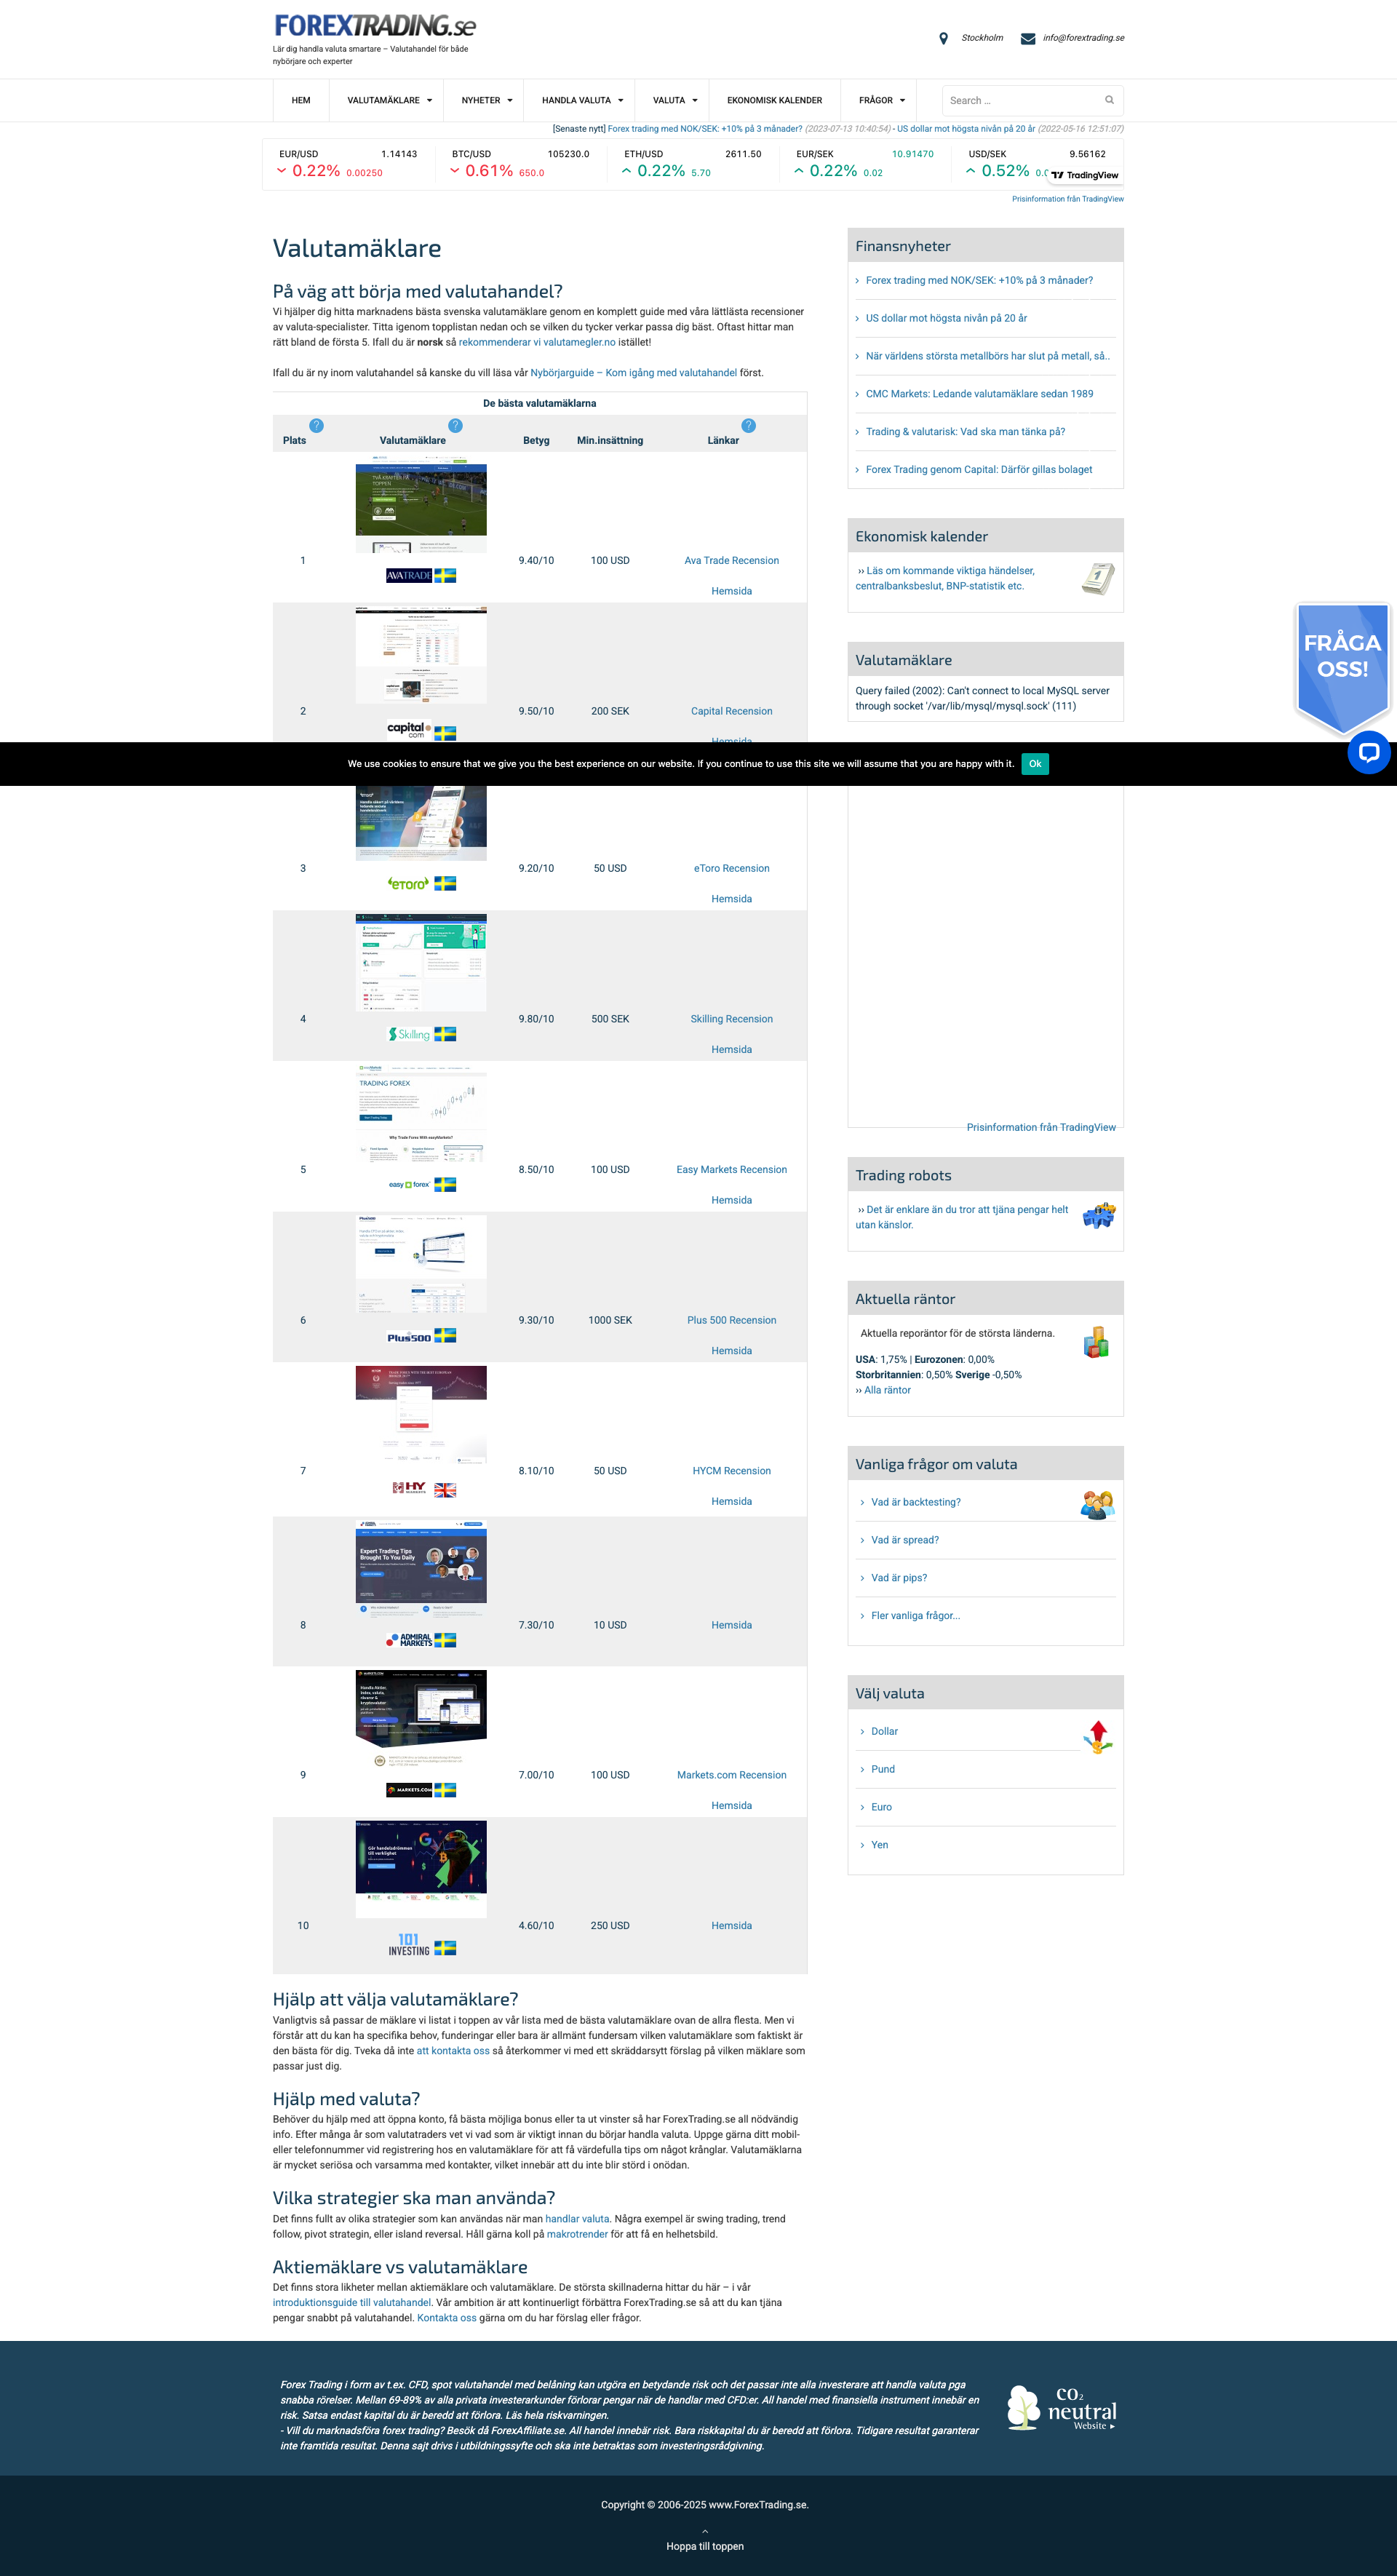 FOREXTRADING.se
Lär dig handla valuta smartare – Valutahandel för både
nybörjare och experter
Stockholm
info@forextrading.se
HEM
VALUTAMÄKLARE
NYHETER
HANDLA VALUTA
VALUTA
EKONOMISK KALENDER
FRÅGOR
Search ...
[Senaste nytt] Forex trading med NOK/SEK: +10% på 3 månader? (2023-07-13 10:40:54) - US dollar mot högsta nivån på 20 år (2022-05-16 12:51:07)
EUR/USD 1.14143
0.22% 0.00250
BTC/USD 105230.0
0.61% 650.0
ETH/USD 2611.50
0.22% 5.70
EUR/SEK 10.91470
0.22% 0.02
USD/SEK 9.56162
0.52%
TradingView
Prisinformation från TradingView
Valutamäklare
På väg att börja med valutahandel?
Vi hjälper dig hitta marknadens bästa svenska valutamäklare genom en komplett guide med våra lättlästa recensioner
av valuta-specialister. Titta igenom topplistan nedan och se vilken du tycker verkar passa dig bäst. Oftast hittar man
rätt bland de första 5. Ifall du är norsk så rekommenderar vi valutamegler.no istället!
Ifall du är ny inom valutahandel så kanske du vill läsa vår Nybörjarguide – Kom igång med valutahandel först.
De bästa valutamäklarna
? ? ?
Plats Valutamäklare Betyg Min.insättning Länkar
TVÅ KRAFTER PÅ
TOPPEN
1 9.40/10 100 USD Ava Trade Recension
AVATRADE
Hemsida
2 9.50/10 200 SEK Capital Recension
capital.com
Hemsida
3 9.20/10 50 USD eToro Recension
eToro
Hemsida
4 9.80/10 500 SEK Skilling Recension
Skilling
Hemsida
TRADING FOREX
Why Trade Forex With easyMarkets?
5 8.50/10 100 USD Easy Markets Recension
easy forex
Hemsida
6 9.30/10 1000 SEK Plus 500 Recension
Plus500
Hemsida
7 8.10/10 50 USD HYCM Recension
HY MARKETS
Hemsida
Expert Trading Tips
Brought To You Daily
8 7.30/10 10 USD Hemsida
ADMIRAL
MARKETS
9 7.00/10 100 USD Markets.com Recension
MARKETS.COM
Hemsida
Gör handelsdrömmen
till verklighet
10 4.60/10 250 USD Hemsida
101
INVESTING
Hjälp att välja valutamäklare?
Vanligtvis så passar de mäklare vi listat i toppen av vår lista med de bästa valutamäklare ovan de allra flesta. Men vi
förstår att du kan ha specifika behov, funderingar eller bara är allmänt fundersam vilken valutamäklare som faktiskt är
den bästa för dig. Tveka då inte att kontakta oss så återkommer vi med ett skräddarsytt förslag på vilken mäklare som
passar just dig.
Hjälp med valuta?
Behöver du hjälp med att öppna konto, få bästa möjliga bonus eller ta ut vinster så har ForexTrading.se all nödvändig
info. Efter många år som valutatraders vet vi vad som är viktigt innan du börjar handla valuta. Uppge gärna ditt mobil-
eller telefonnummer vid registrering hos en valutamäklare för att få värdefulla tips om något krånglar. Valutamäklarna
är mycket seriösa och varsamma med kontakter, vilket innebär att du inte blir störd i onödan.
Vilka strategier ska man använda?
Det finns fullt av olika strategier som kan användas när man handlar valuta. Några exempel är swing trading, trend
follow, pivot strategin, eller island reversal. Håll gärna koll på makrotrender för att få en helhetsbild.
Aktiemäklare vs valutamäklare
Det finns stora likheter mellan aktiemäklare och valutamäklare. De största skillnaderna hittar du här – i vår
introduktionsguide till valutahandel. Vår ambition är att kontinuerligt förbättra ForexTrading.se så att du kan tjäna
pengar snabbt på valutahandel. Kontakta oss gärna om du har förslag eller frågor.
Finansnyheter
Forex trading med NOK/SEK: +10% på 3 månader?
US dollar mot högsta nivån på 20 år
När världens största metallbörs har slut på metall, så..
CMC Markets: Ledande valutamäklare sedan 1989
Trading & valutarisk: Vad ska man tänka på?
Forex Trading genom Capital: Därför gillas bolaget
Ekonomisk kalender
›› Läs om kommande viktiga händelser,
centralbanksbeslut, BNP-statistik etc.
1
Valutamäklare
Query failed (2002): Can't connect to local MySQL server
through socket '/var/lib/mysql/mysql.sock' (111)
FRÅGA
OSS!
We use cookies to ensure that we give you the best experience on our website. If you continue to use this site we will assume that you are happy with it. Ok
Prisinformation från TradingView
Trading robots
›› Det är enklare än du tror att tjäna pengar helt
utan känslor.
Aktuella räntor
Aktuella reporäntor för de största länderna.
USA: 1,75% | Eurozonen: 0,00%
Storbritannien: 0,50% Sverige -0,50%
›› Alla räntor
Vanliga frågor om valuta
Vad är backtesting?
Vad är spread?
Vad är pips?
Fler vanliga frågor...
Välj valuta
Dollar
Pund
Euro
Yen
Forex Trading i form av t.ex. CFD, spot valutahandel med belåning kan utgöra en betydande risk och det passar inte alla investerare att handla valuta pga
snabba rörelser. Mellan 69-89% av alla privata investerarkunder förlorar pengar när de handlar med CFD:er. All handel med finansiella instrument innebär en
risk. Satsa endast kapital du är beredd att förlora. Läs hela riskvarningen.
- Vill du marknadsföra forex trading? Besök då ForexAffiliate.se. All handel innebär risk. Bara riskkapital du är beredd att förlora. Tidigare resultat garanterar
inte framtida resultat. Denna sajt drivs i utbildningssyfte och ska inte betraktas som investeringsrådgivning.
CO2
neutral
Website
Copyright © 2006-2025 www.ForexTrading.se.
Hoppa till toppen